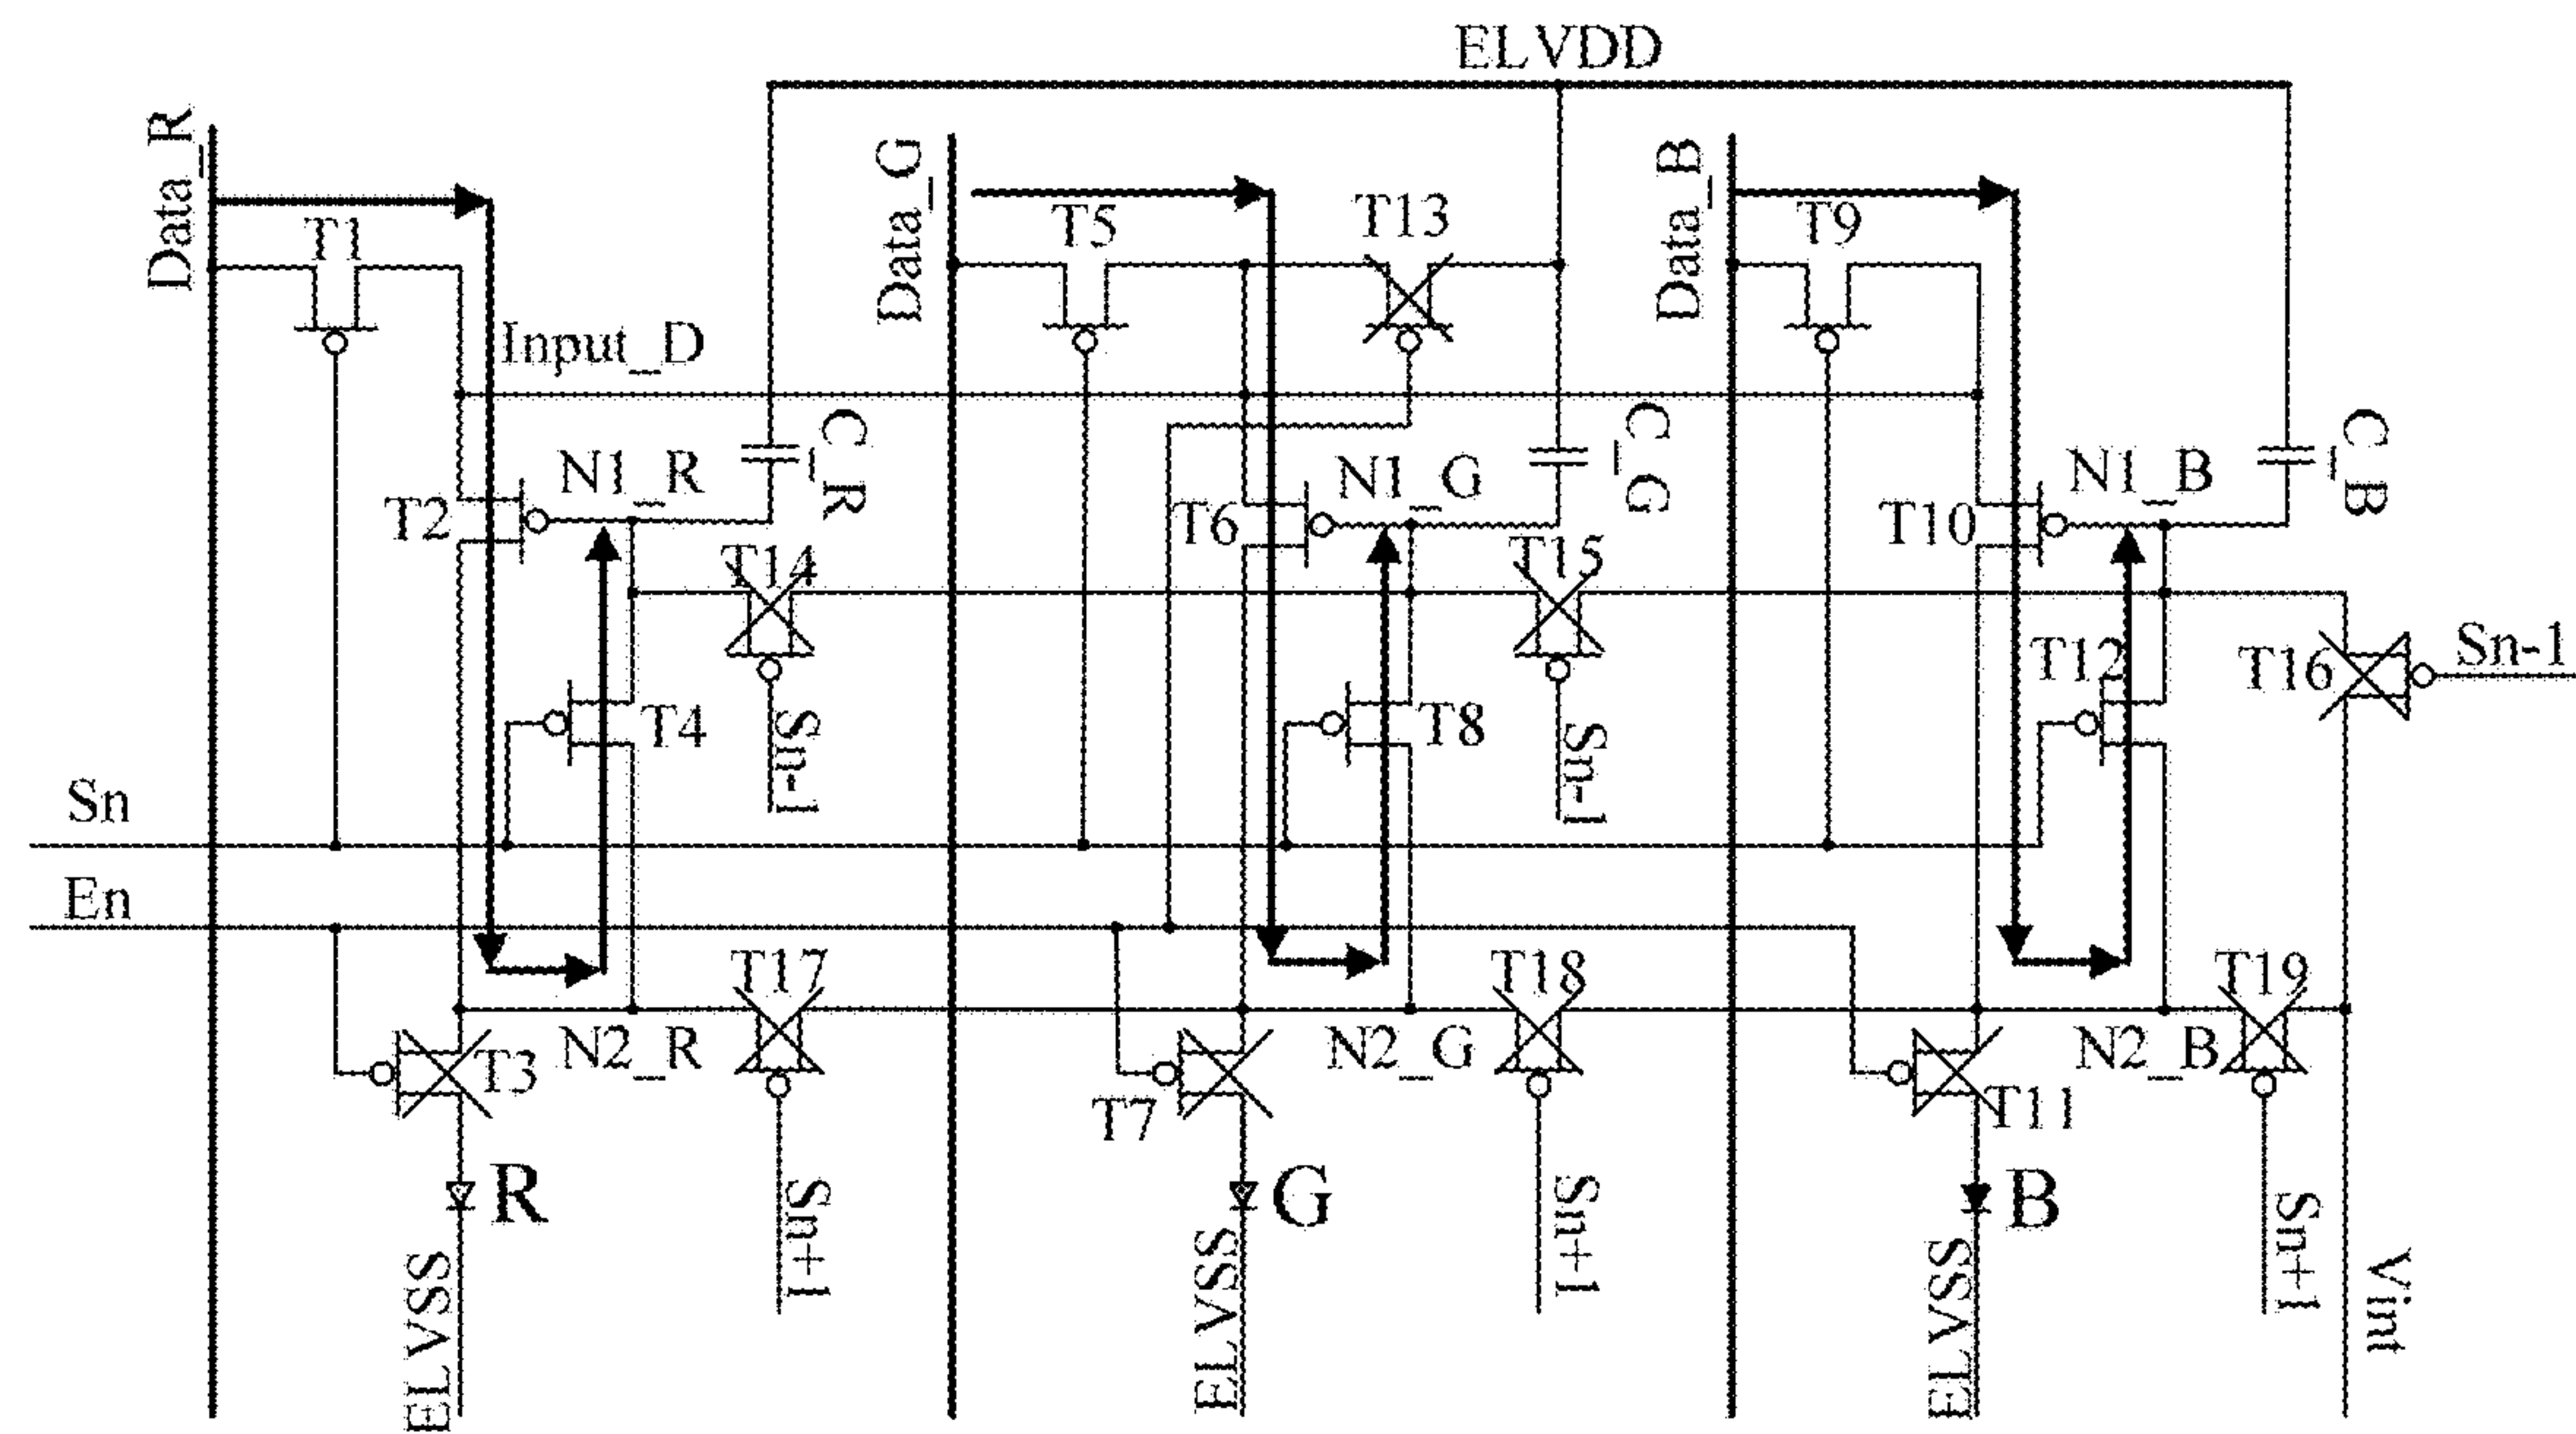 ELVDD
Data_R
Data_G
Data_B
T1
T5
T13
T9
Input_D
C_R
C_G
C_B
N1_R
N1_G
N1_B
T2
T6
T10
T14
T15
T12
T16
Sn-1
T4
T8
Sn-1
Sn-1
Sn
En
T17
T18
T19
T3
N2_R
T7
N2_G
T11
N2_B
R
G
B
Sn+1
Sn+1
Sn+1
ELVSS
ELVSS
ELVSS
Vint